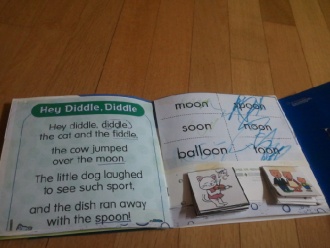 Hey Diddle, Diddle
Hey diddle, diddle,
the cat and the fiddle,
the cow jumped
over the moon.
The little dog laughed
to see such sport,
and the dish ran away
with the spoon!
moon spoon
soon noon
balloon toon